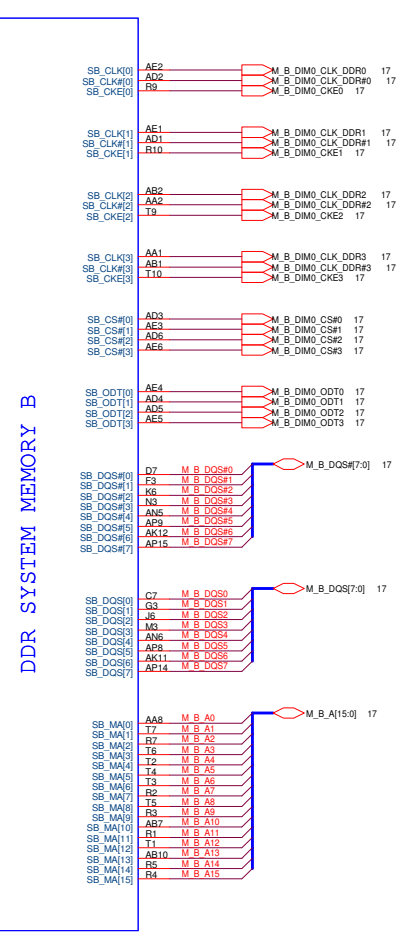 DDR SYSTEM MEMORY B
SB_CLK[0] AE2 M_B_DIM0_CLK_DDR0 17
SB_CLK#[0] AD2 M_B_DIM0_CLK_DDR#0 17
SB_CKE[0] R9 M_B_DIM0_CKE0 17
SB_CLK[1] AE1 M_B_DIM0_CLK_DDR1 17
SB_CLK#[1] AD1 M_B_DIM0_CLK_DDR#1 17
SB_CKE[1] R10 M_B_DIM0_CKE1 17
SB_CLK[2] AB2 M_B_DIM0_CLK_DDR2 17
SB_CLK#[2] AA2 M_B_DIM0_CLK_DDR#2 17
SB_CKE[2] T9 M_B_DIM0_CKE2 17
SB_CLK[3] AA1 M_B_DIM0_CLK_DDR3 17
SB_CLK#[3] AB1 M_B_DIM0_CLK_DDR#3 17
SB_CKE[3] T10 M_B_DIM0_CKE3 17
SB_CS#[0] AD3 M_B_DIM0_CS#0 17
SB_CS#[1] AE3 M_B_DIM0_CS#1 17
SB_CS#[2] AD6 M_B_DIM0_CS#2 17
SB_CS#[3] AE6 M_B_DIM0_CS#3 17
SB_ODT[0] AE4 M_B_DIM0_ODT0 17
SB_ODT[1] AD4 M_B_DIM0_ODT1 17
SB_ODT[2] AD5 M_B_DIM0_ODT2 17
SB_ODT[3] AE5 M_B_DIM0_ODT3 17
M_B_DQS#[7:0] 17
SB_DQS#[0] D7 M_B_DQS#0
SB_DQS#[1] F3 M_B_DQS#1
SB_DQS#[2] K6 M_B_DQS#2
SB_DQS#[3] N3 M_B_DQS#3
SB_DQS#[4] AN5 M_B_DQS#4
SB_DQS#[5] AP9 M_B_DQS#5
SB_DQS#[6] AK12 M_B_DQS#6
SB_DQS#[7] AP15 M_B_DQS#7
M_B_DQS[7:0] 17
SB_DQS[0] C7 M_B_DQS0
SB_DQS[1] G3 M_B_DQS1
SB_DQS[2] J6 M_B_DQS2
SB_DQS[3] M3 M_B_DQS3
SB_DQS[4] AN6 M_B_DQS4
SB_DQS[5] AP8 M_B_DQS5
SB_DQS[6] AK11 M_B_DQS6
SB_DQS[7] AP14 M_B_DQS7
M_B_A[15:0] 17
SB_MA[0] AA8 M_B_A0
SB_MA[1] T7 M_B_A1
SB_MA[2] R7 M_B_A2
SB_MA[3] T6 M_B_A3
SB_MA[4] T2 M_B_A4
SB_MA[5] T4 M_B_A5
SB_MA[6] T3 M_B_A6
SB_MA[7] R2 M_B_A7
SB_MA[8] T5 M_B_A8
SB_MA[9] R3 M_B_A9
SB_MA[10] AB7 M_B_A10
SB_MA[11] R1 M_B_A11
SB_MA[12] T1 M_B_A12
SB_MA[13] AB10 M_B_A13
SB_MA[14] R5 M_B_A14
SB_MA[15] R4 M_B_A15